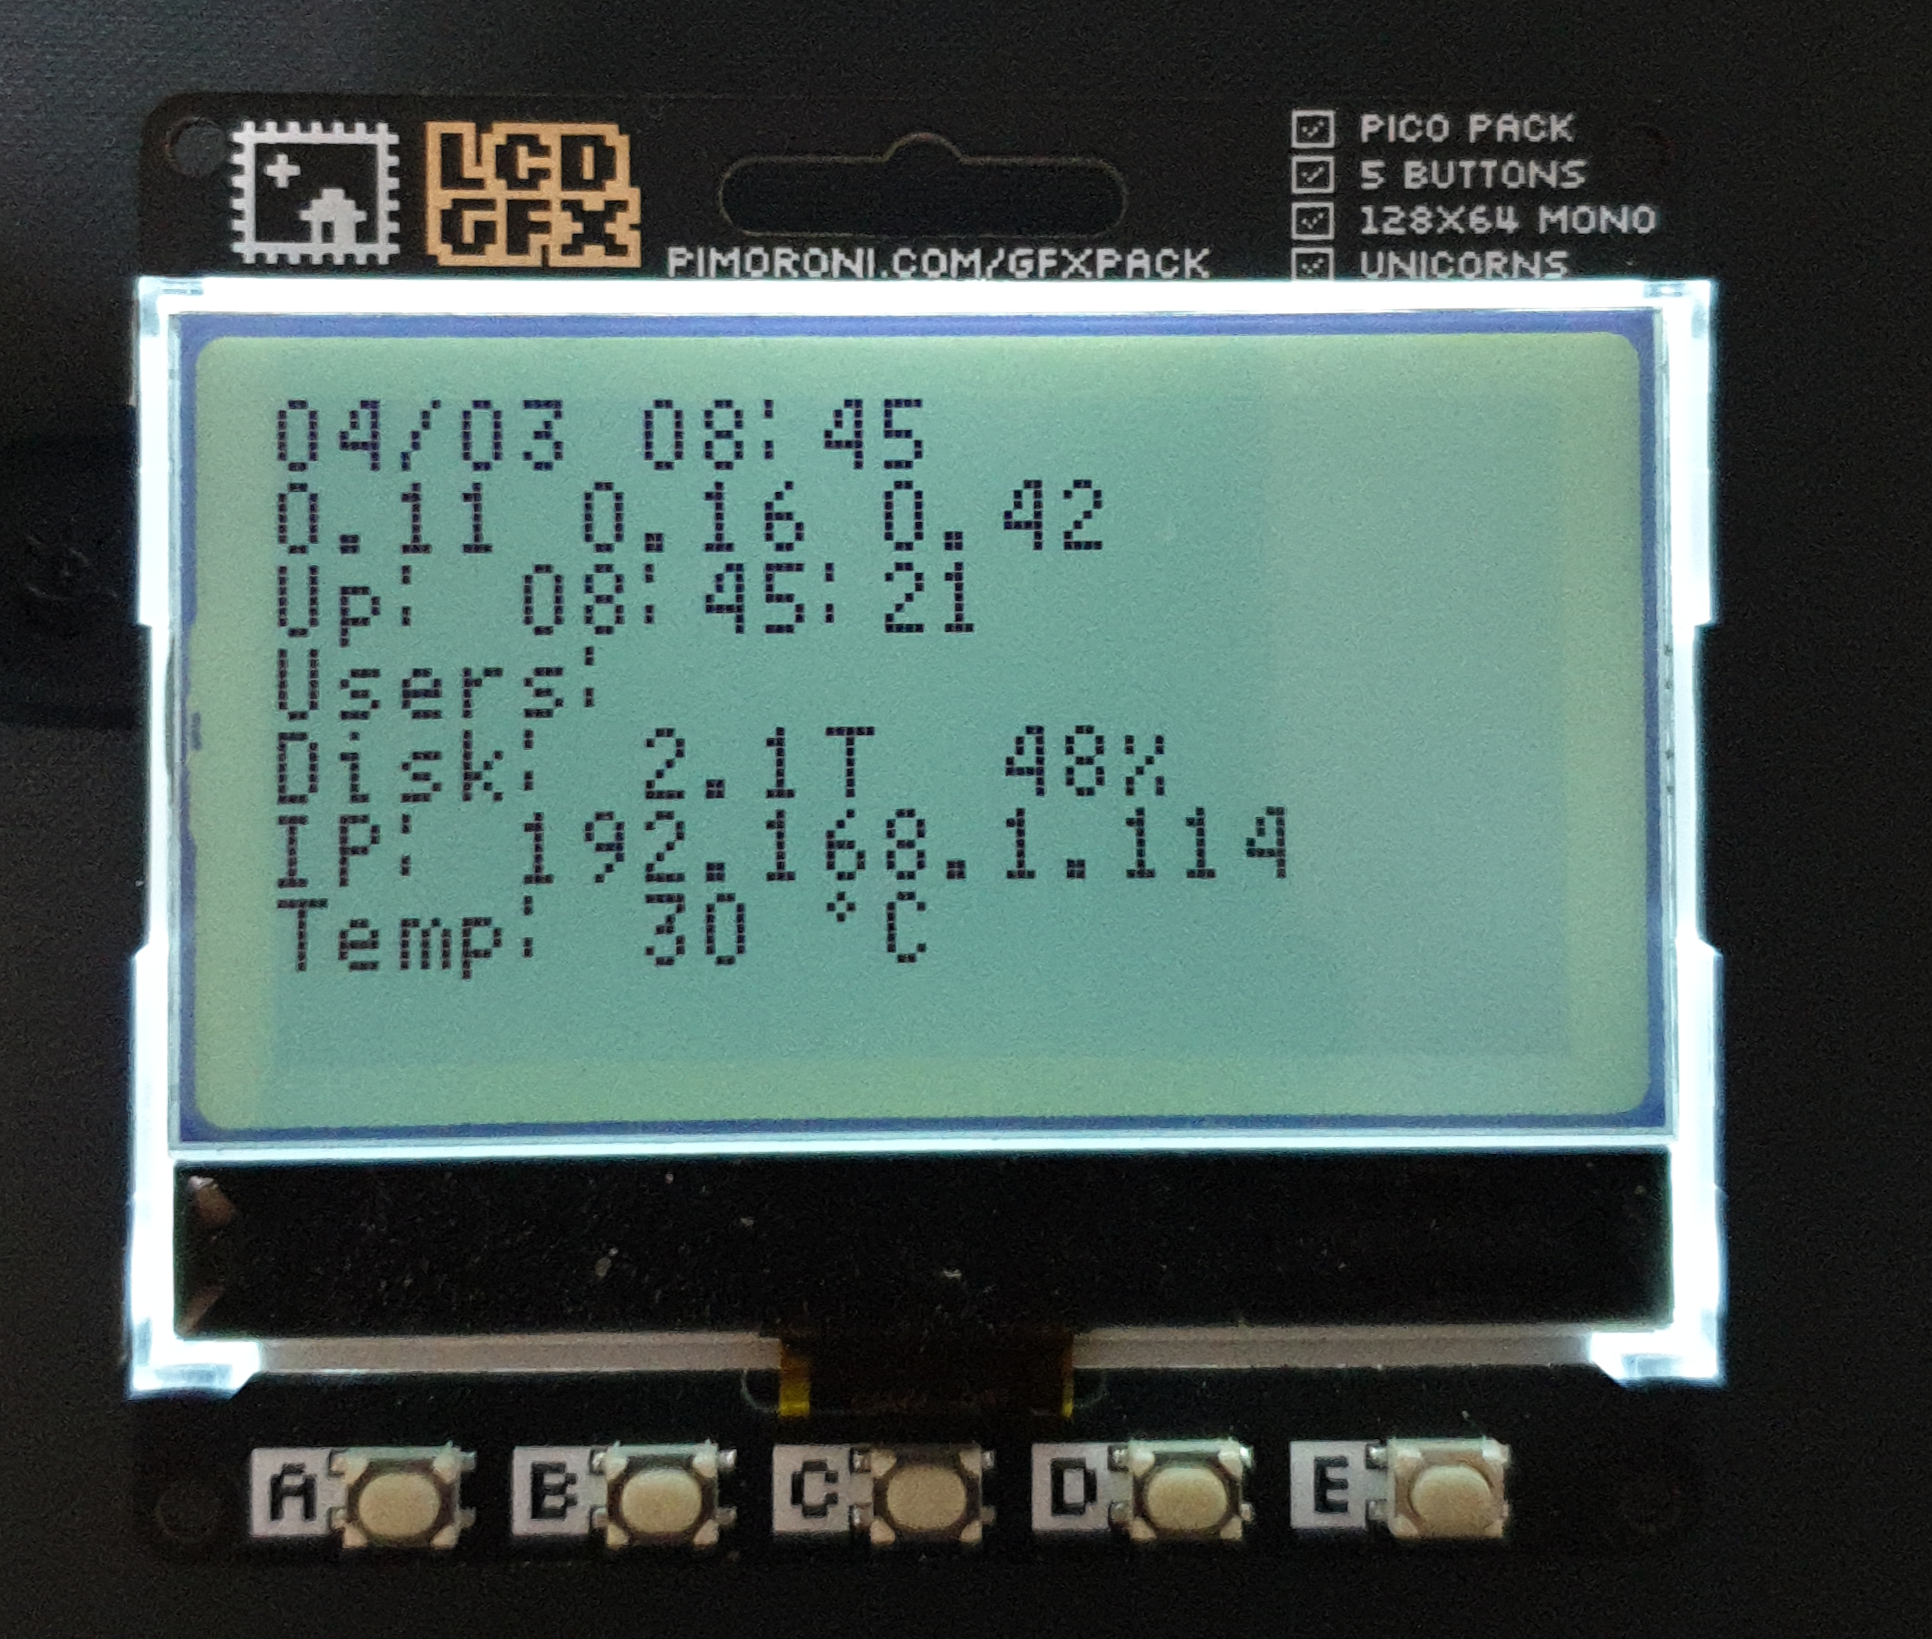 LCD
GFX
PIMORONI.COM/GFXPACK
PICO PACK
5 BUTTONS
128X64 MONO
UNICORNS
04/03 08:45
0.11 0.16 0.42
Up: 08:45:21
Users:
Disk: 2.1T 48%
IP: 192.168.1.114
Temp: 30 °C
A B C D E